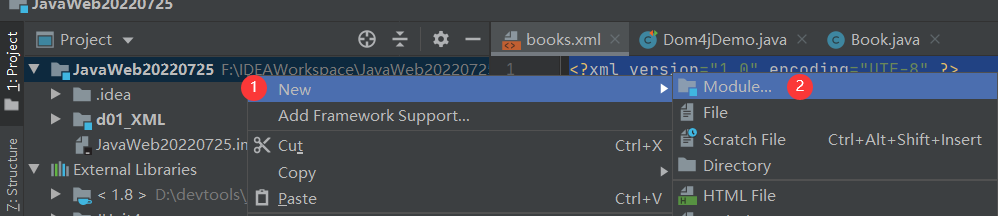 JavaWeb20220725
1: Project
Z: Structure
Project
books.xml
Dom4jDemo.java
Book.java
JavaWeb20220725 F:\IDEAWorkspace\JavaWeb2022072
1 <?xml version="1.0" encoding="UTF-8" ?>
.idea
d01_XML
JavaWeb20220725.im
External Libraries
< 1.8 > D:\devtools\
1 New
Add Framework Support...
Cut Ctrl+X
Copy
Paste Ctrl+V
Module... 2
File
Scratch File Ctrl+Alt+Shift+Insert
Directory
HTML File